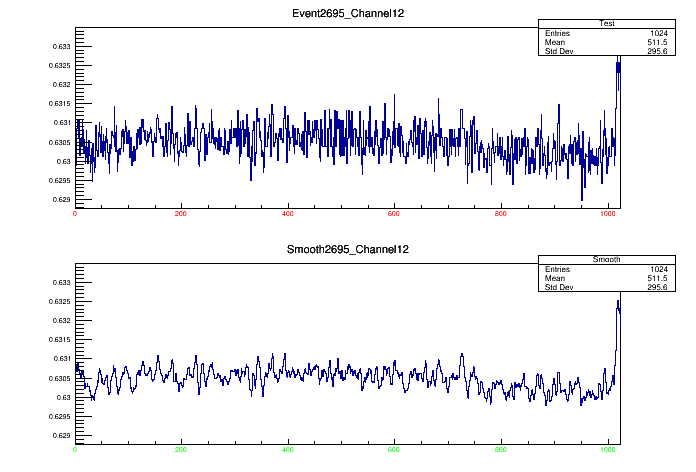 Event2695_Channel12
Test
Entries 1024
Mean 511.5
Std Dev 295.6
0.633
0.6325
0.632
0.6315
0.631
0.6305
0.63
0.6295
0.629
0 200 400 600 800 1000
Smooth2695_Channel12
Smooth
Entries 1024
Mean 511.5
Std Dev 295.6
0.633
0.6325
0.632
0.6315
0.631
0.6305
0.63
0.6295
0.629
0 200 400 600 800 1000